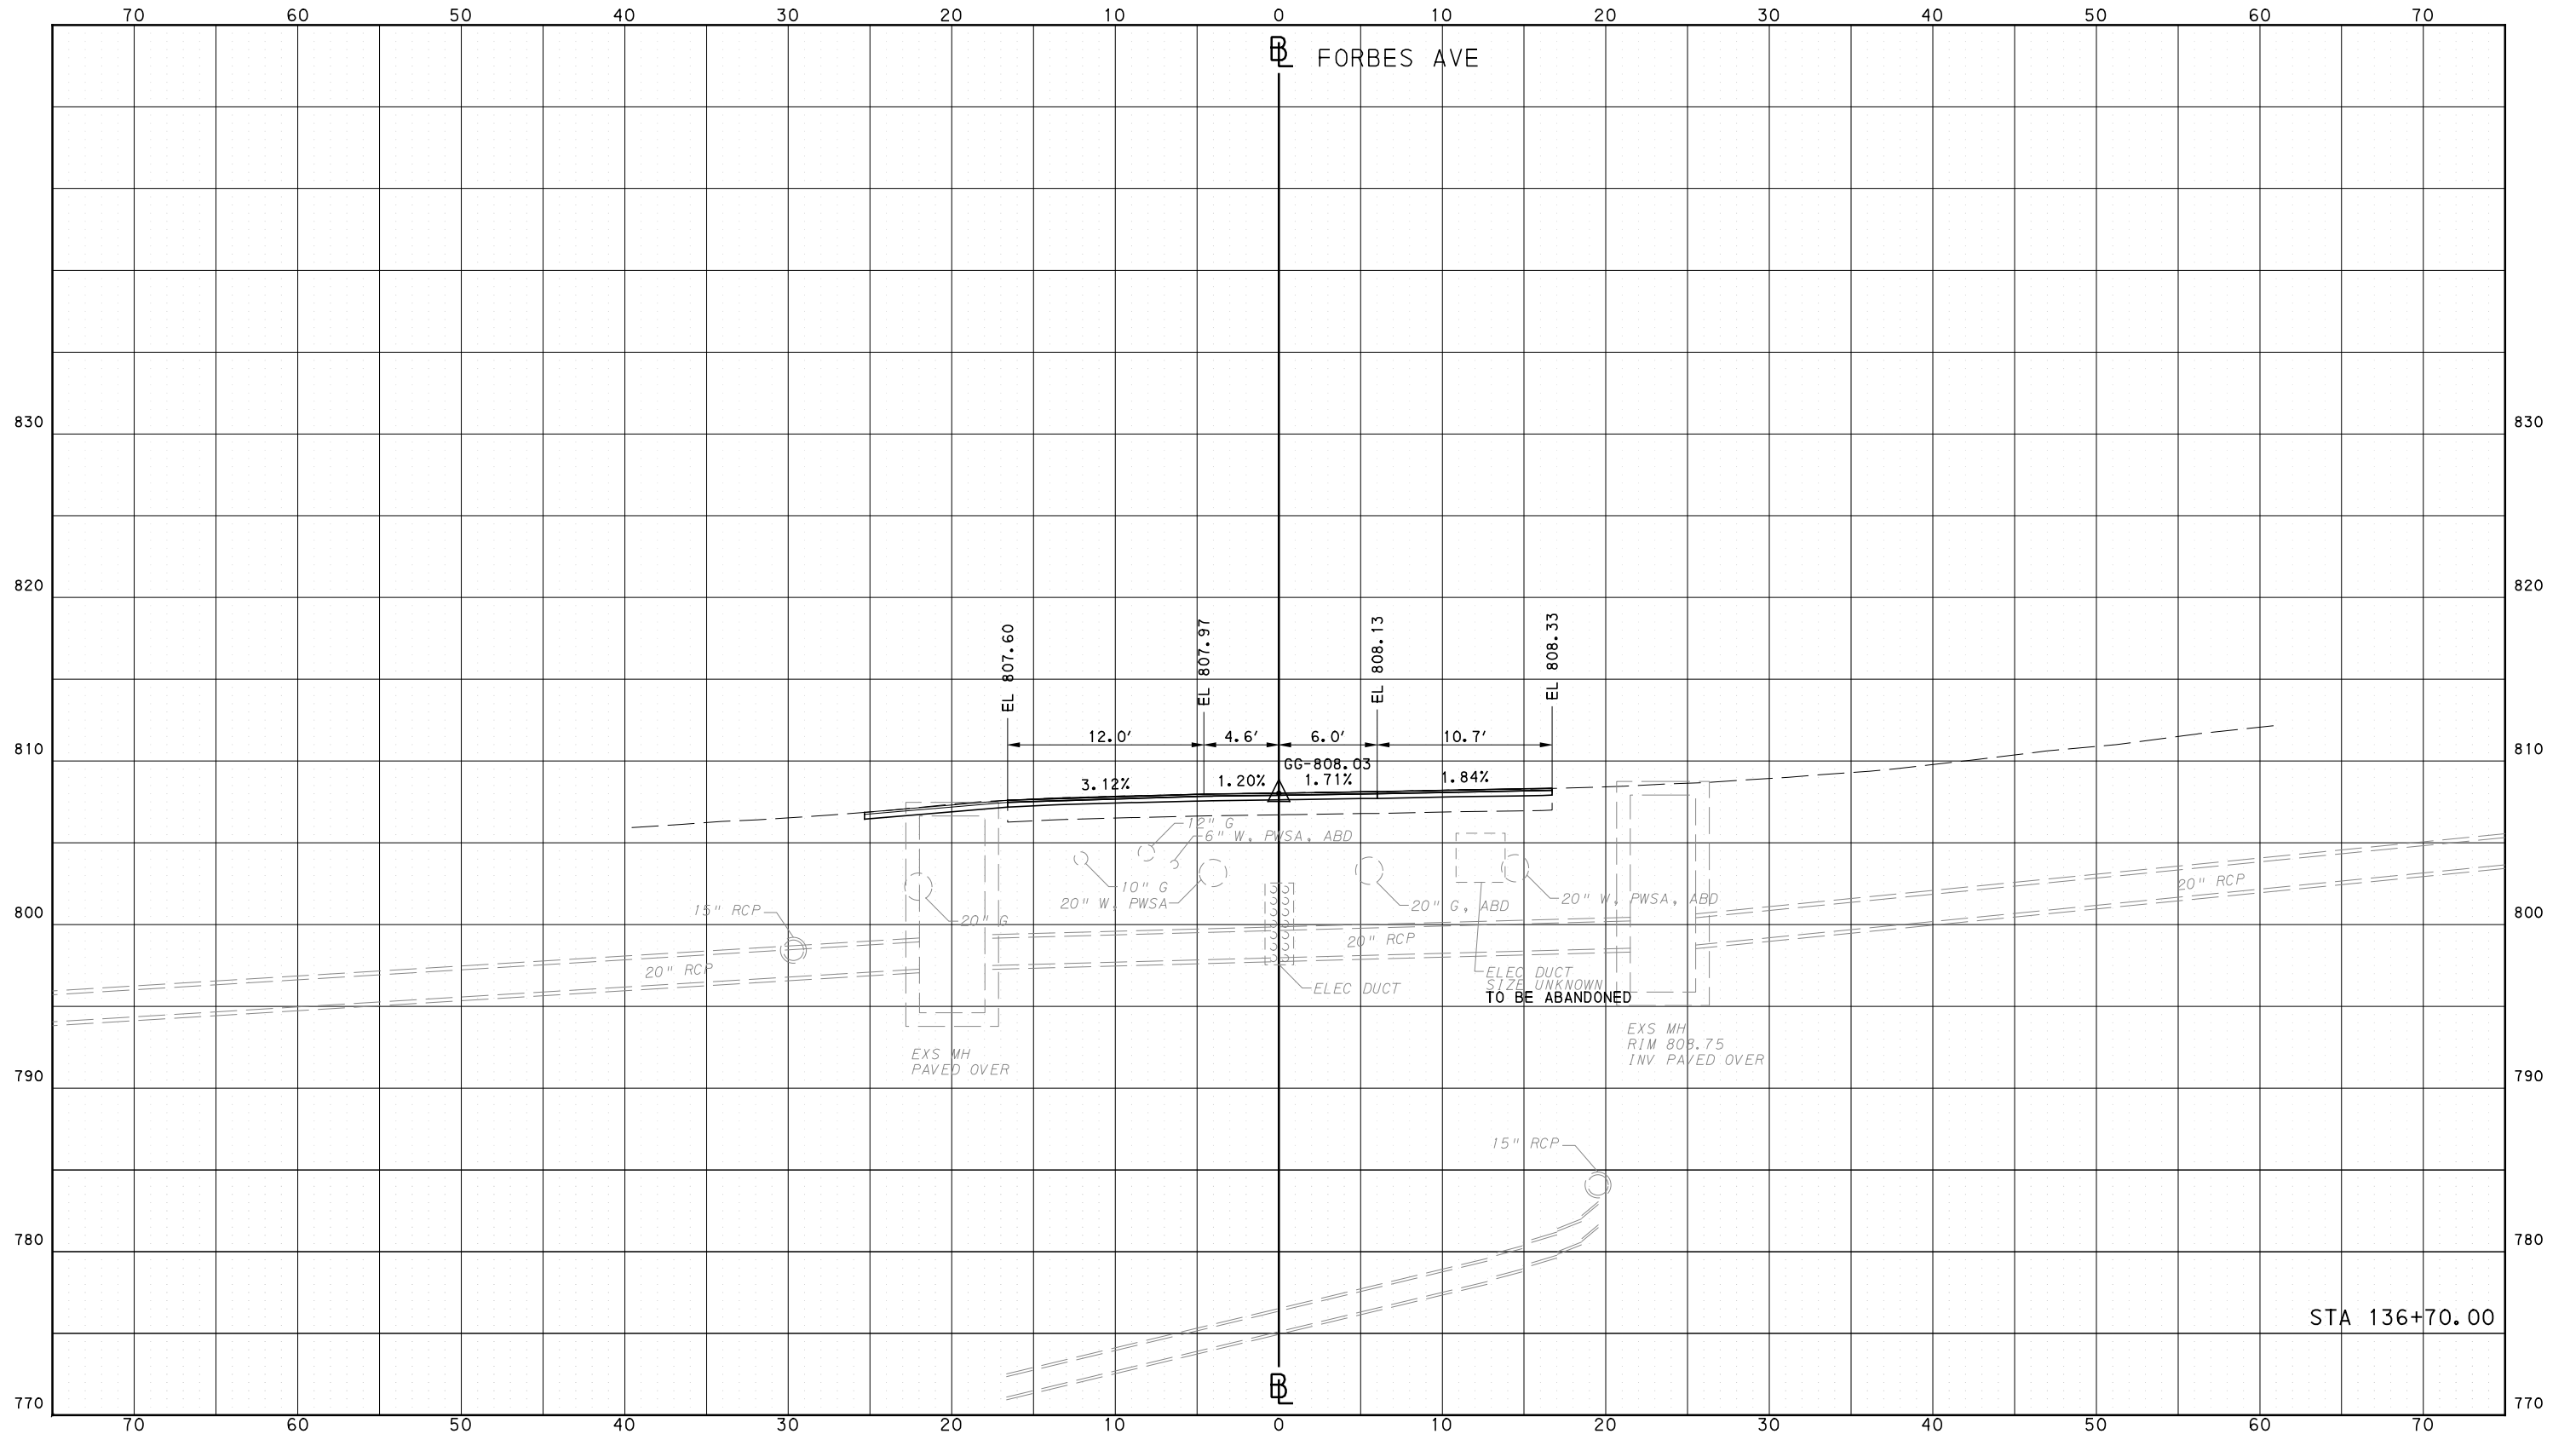 70 60 50 40 30 20 10 0 10 20 30 40 50 60 70
BL FORBES AVE
830 830
820 820
EL 807.60
EL 807.97
EL 808.13
EL 808.33
810 810
12.0' 4.6' 6.0' 10.7'
GG-808.03
3.12% 1.20% 1.71% 1.84%
12" G
6" W, PWSA, ABD
10" G
20" W, PWSA
20" G, ABD
20" W, PWSA, ABD
20" RCP
800 800
15" RCP
20" G
20" RCP
20" RCP
ELEC DUCT
ELEC DUCT
SIZE UNKNOWN
TO BE ABANDONED
EXS MH
PAVED OVER
EXS MH
RIM 808.75
INV PAVED OVER
790 790
15" RCP
780 780
STA 136+70.00
BL
770 770
70 60 50 40 30 20 10 0 10 20 30 40 50 60 70